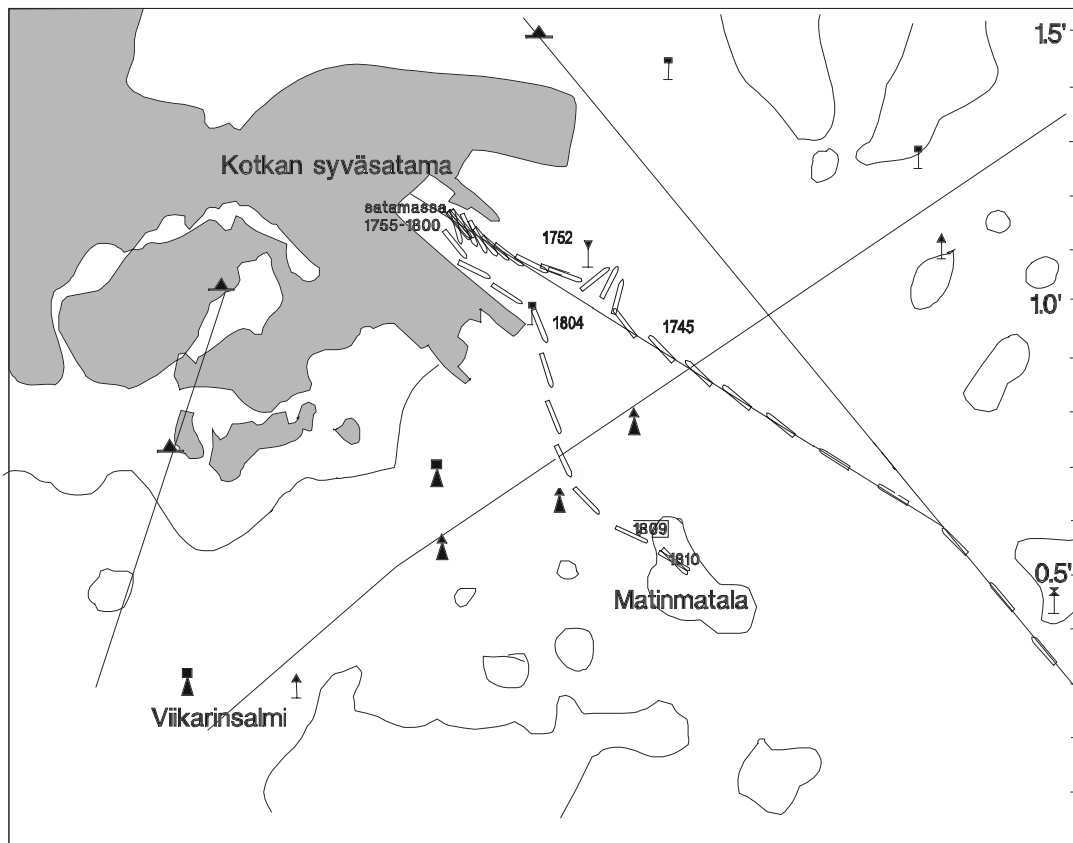 1.5'
Kotkan syväsatama
satamassa
1755-1800
1752
1.0'
1804
1745
1809
1810
0.5'
Matinmatala
Viikarinsalmi